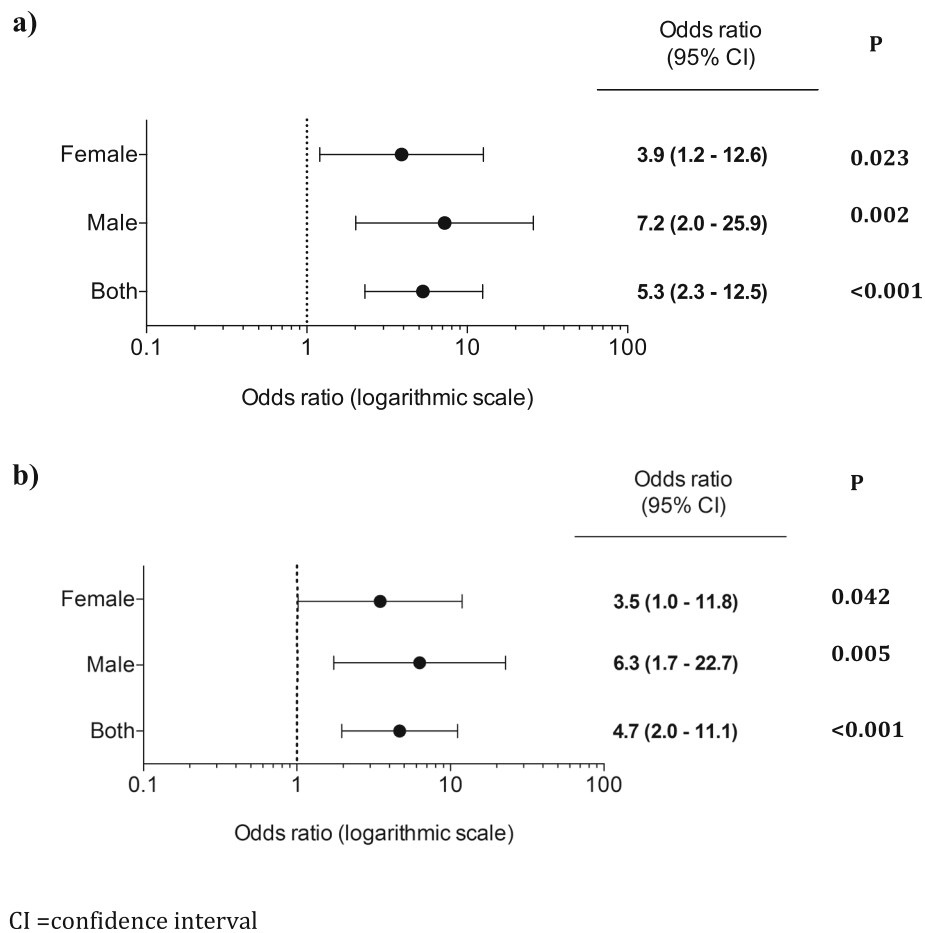 a)
Odds ratio
(95% CI)
P
Female
3.9 (1.2 - 12.6)
0.023
Male
7.2 (2.0 - 25.9)
0.002
Both
5.3 (2.3 - 12.5)
<0.001
0.1 1 10 100
Odds ratio (logarithmic scale)
b)
Odds ratio
(95% CI)
P
Female
3.5 (1.0 - 11.8)
0.042
Male
6.3 (1.7 - 22.7)
0.005
Both
4.7 (2.0 - 11.1)
<0.001
0.1 1 10 100
Odds ratio (logarithmic scale)
CI =confidence interval